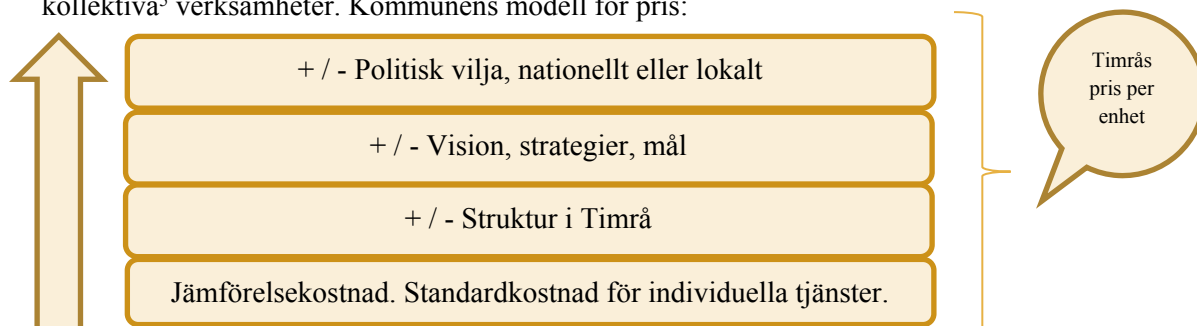 kollektiva⁵ verksamheter. Kommunens modell för pris:
+ / - Politisk vilja, nationellt eller lokalt
+ / - Vision, strategier, mål
+ / - Struktur i Timrå
Jämförelsekostnad. Standardkostnad för individuella tjänster.
Timrås
pris per
enhet